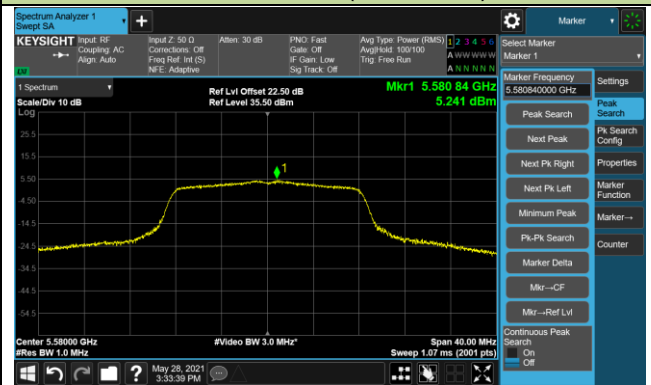 Spectrum Analyzer 1
Swept SA
Marker
KEYSIGHT
Input: RF
Coupling: AC
Align: Auto
Input Z: 50 Ω
Corrections: Off
Freq Ref: Int (S)
NFE: Adaptive
Atten: 30 dB
PNO: Fast
Gate: Off
IF Gain: Low
Sig Track: Off
Avg Type: Power (RMS)
Avg|Hold: 100/100
Trig: Free Run
1 2 3 4 5 6
A W W W W W
A N N N N N
Select Marker
Marker 1
1 Spectrum
Scale/Div 10 dB
Log
Ref Lvl Offset 22.50 dB
Ref Level 35.50 dBm
Mkr1 5.580 84 GHz
5.241 dBm
25.5
15.5
5.50
-4.50
-14.5
-24.5
-34.5
-44.5
-54.5
1
Center 5.58000 GHz
#Res BW 1.0 MHz
#Video BW 3.0 MHz*
Span 40.00 MHz
Sweep 1.07 ms (2001 pts)
Marker Frequency
5.580840000 GHz
Peak Search
Next Peak
Next Pk Right
Next Pk Left
Minimum Peak
Pk-Pk Search
Marker Delta
Mkr→CF
Mkr→Ref Lvl
Continuous Peak
Search
On
Off
Settings
Peak
Search
Pk Search
Config
Properties
Marker
Function
Marker→
Counter
May 28, 2021
3:33:39 PM